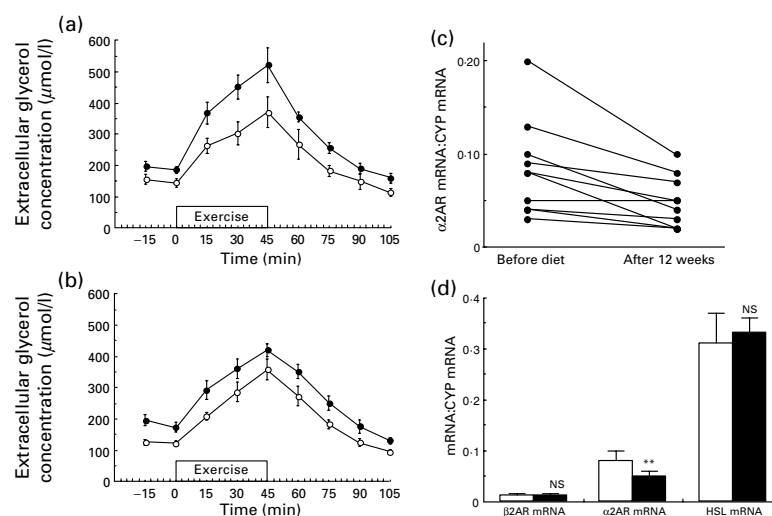 (a)
Extracellular glycerol
concentration (μmol/l)
600
500
400
300
200
100
0
Exercise
−15 0 15 30 45 60 75 90 105
Time (min)
(b)
Extracellular glycerol
concentration (μmol/l)
600
500
400
300
200
100
0
Exercise
−15 0 15 30 45 60 75 90 105
Time (min)
(c)
α2AR mRNA:CYP mRNA
0·20
0·10
0
Before diet After 12 weeks
(d)
mRNA:CYP mRNA
0·4
0·3
0·2
0·1
0
NS
**
NS
β2AR mRNA α2AR mRNA HSL mRNA